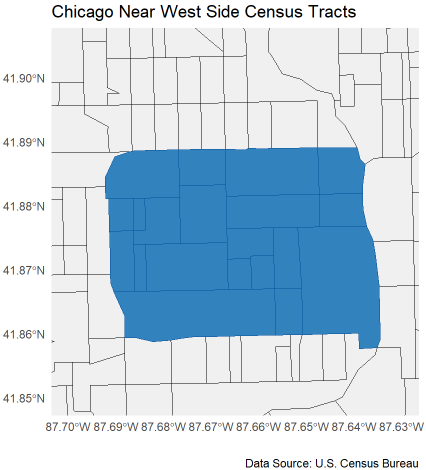 Chicago Near West Side Census Tracts
41.90°N
41.89°N
41.88°N
41.87°N
41.86°N
41.85°N
87.70°W 87.69°W 87.68°W 87.67°W 87.66°W 87.65°W 87.64°W 87.63°W
Data Source: U.S. Census Bureau